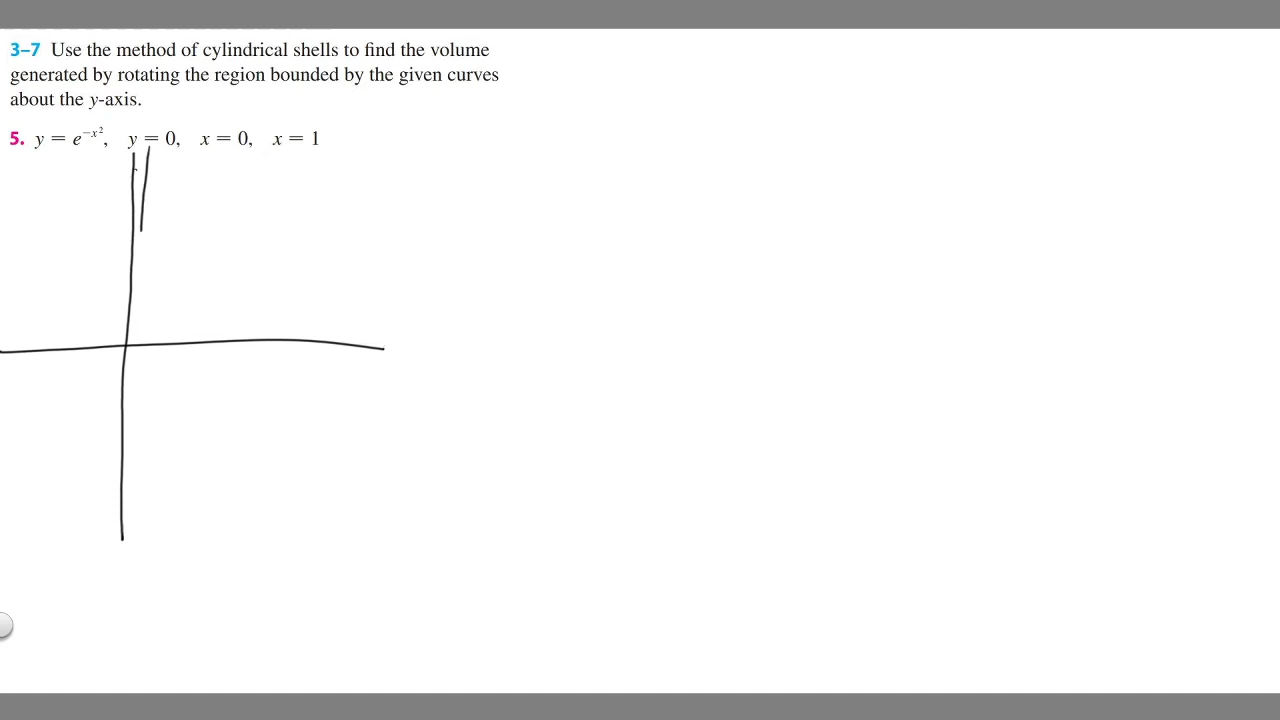 3–7 Use the method of cylindrical shells to find the volume
generated by rotating the region bounded by the given curves
about the y-axis.
5. y = e^{-x^2}, y = 0, x = 0, x = 1